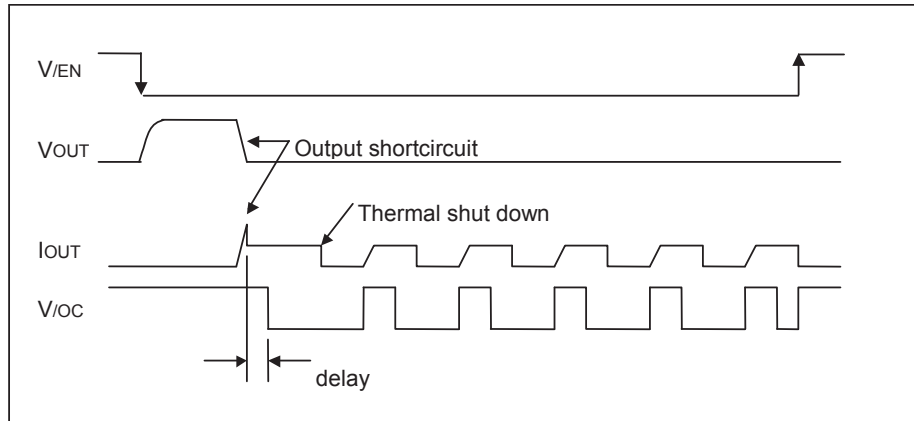 V/EN
VOUT
Output shortcircuit
Thermal shut down
IOUT
V/OC
delay